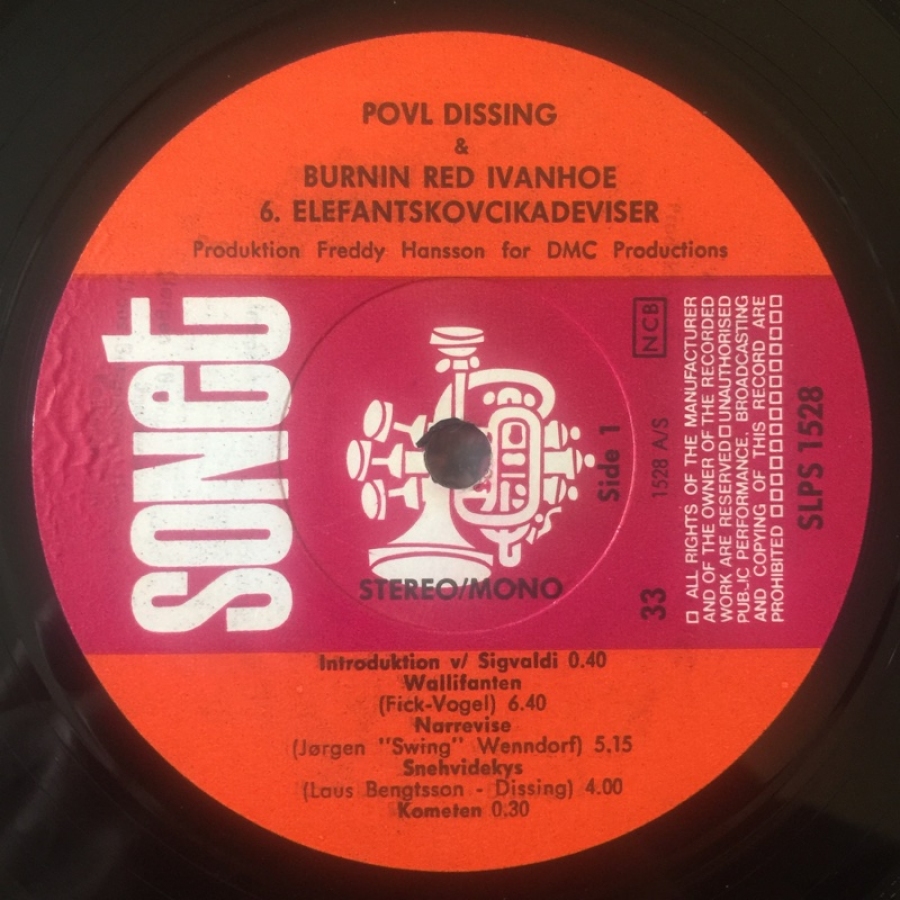 POVL DISSING
&
BURNIN RED IVANHOE
6. ELEFANTSKOVCIKADEVISER
Produktion Freddy Hansson for DMC Productions
SONET
STEREO/MONO
Side 1
NCB
1528 A/S
33
□ ALL RIGHTS OF THE MANUFACTURER
AND OF THE OWNER OF THE RECORDED
WORK ARE RESERVED □ UNAUTHORISED
PUBLIC PERFORMANCE, BROADCASTING
AND COPYING OF THIS RECORD ARE
PROHIBITED □□□□□□□□□□□
SLPS 1528
Introduktion v/ Sigvaldi 0.40
Wallifanten
(Fick-Vogel) 6.40
Narrevise
(Jørgen "Swing" Wenndorf) 5.15
Snehvidekys
(Laus Bengtsson - Dissing) 4.00
Kometen 0.30